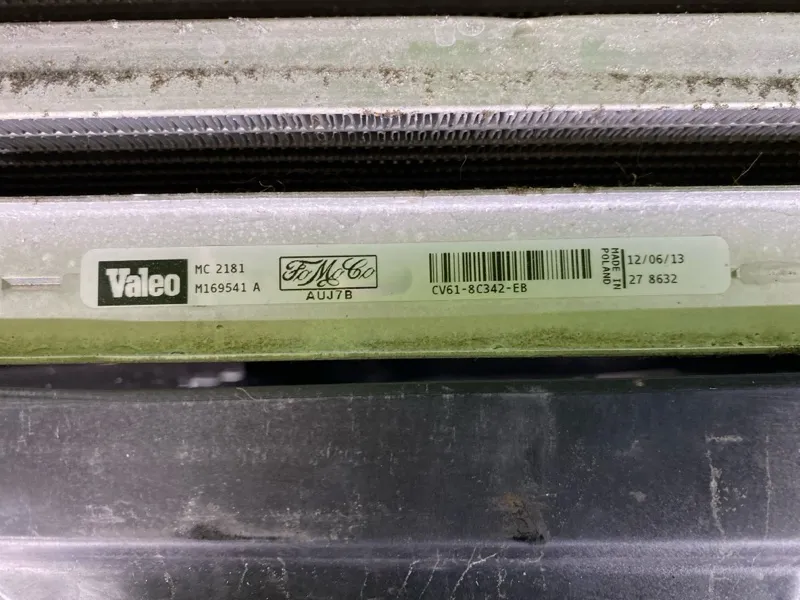 Valeo
MC 2181
M169541 A
FoMoCo
AUJ7B
CV61-8C342-EB
MADE IN
POLAND
12/06/13
27 8632